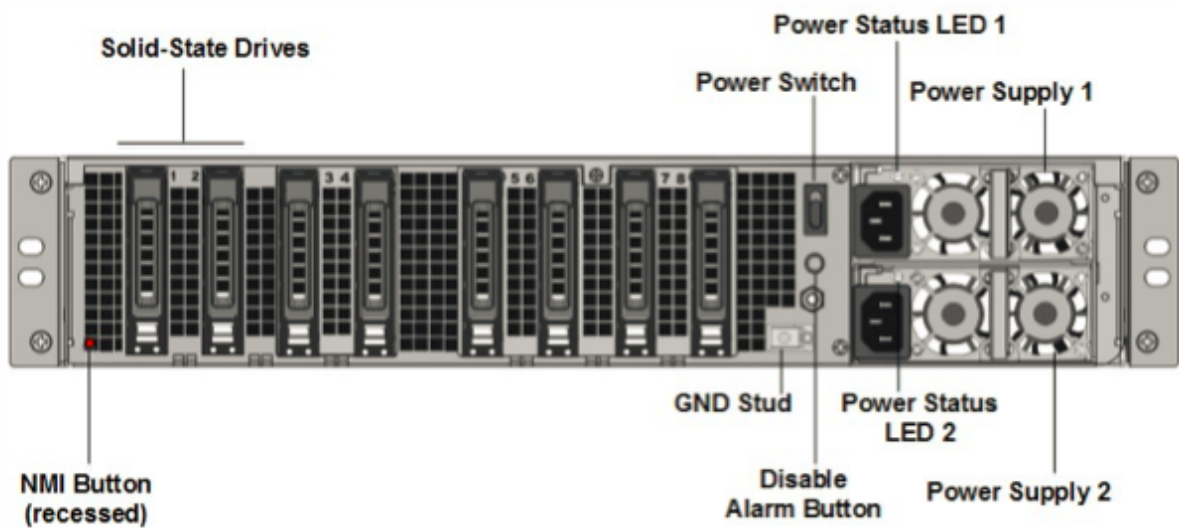 Power Status LED 1
Solid-State Drives
Power Switch
Power Supply 1
1 2
3 4
5 6
7 8
GND Stud
Power Status
LED 2
NMI Button
(recessed)
Disable
Alarm Button
Power Supply 2